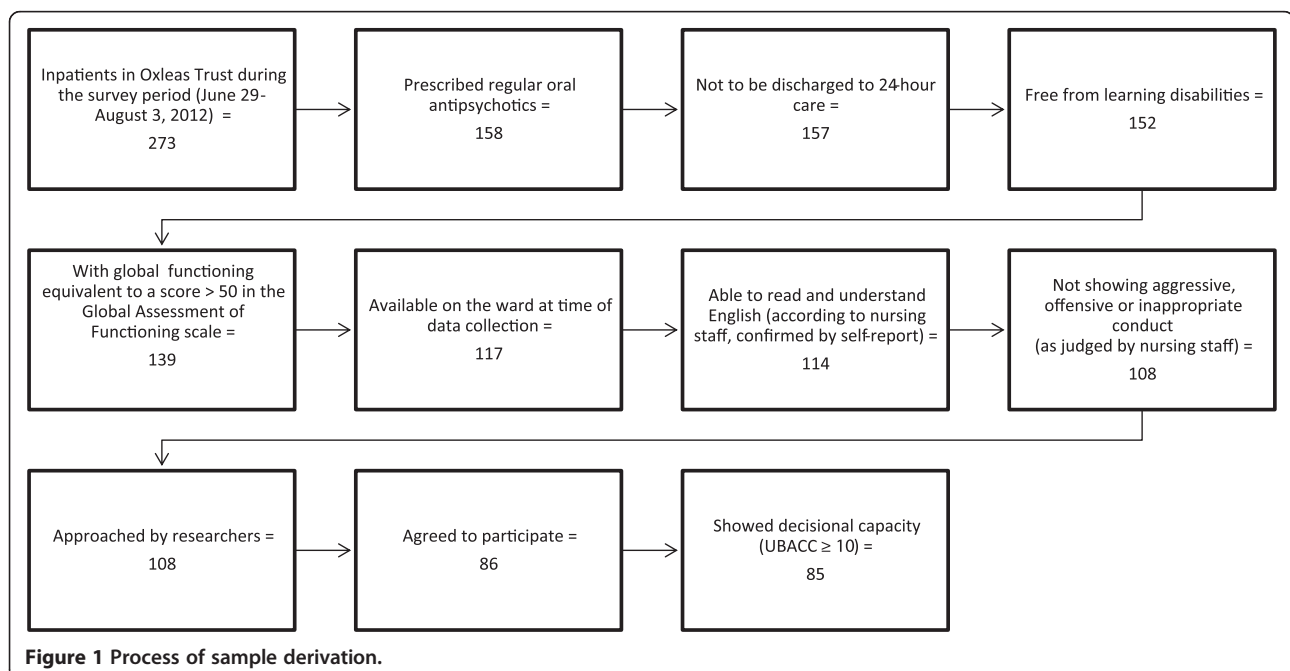 Inpatients in Oxleas Trust during
the survey period (June 29-
August 3, 2012) =
273
Prescribed regular oral
antipsychotics =
158
Not to be discharged to 24-hour
care =
157
Free from learning disabilities =
152
With global functioning
equivalent to a score > 50 in the
Global Assessment of
Functioning scale =
139
Available on the ward at time of
data collection =
117
Able to read and understand
English (according to nursing
staff, confirmed by self-report) =
114
Not showing aggressive,
offensive or inappropriate
conduct
(as judged by nursing staff) =
108
Approached by researchers =
108
Agreed to participate =
86
Showed decisional capacity
(UBACC ≥ 10) =
85
Figure 1 Process of sample derivation.